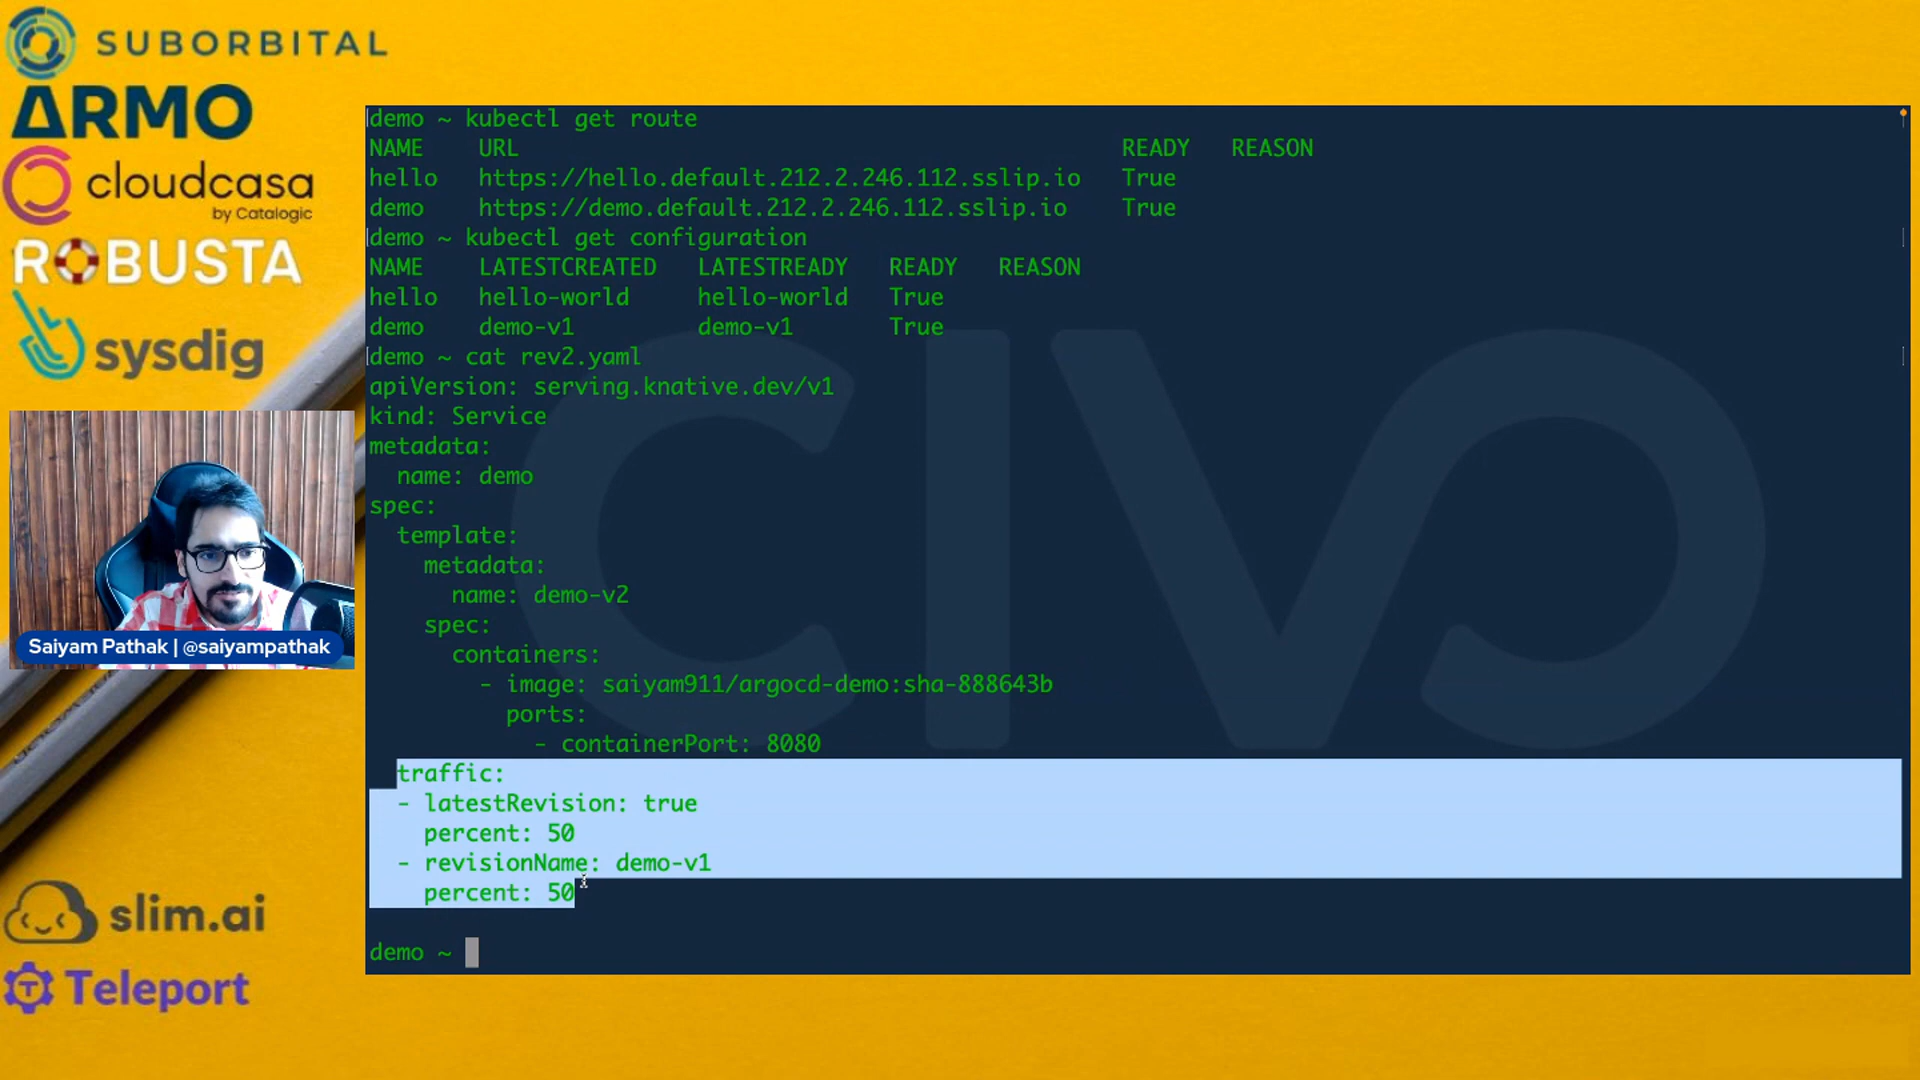 SUBORBITAL
ARMO
cloudcasa
by Catalogic
ROBUSTA
sysdig
Saiyam Pathak | @saiyampathak
slim.ai
Teleport
demo ~ kubectl get route
NAME URL READY REASON
hello https://hello.default.212.2.246.112.sslip.io True
demo https://demo.default.212.2.246.112.sslip.io True
demo ~ kubectl get configuration
NAME LATESTCREATED LATESTREADY READY REASON
hello hello-world hello-world True
demo demo-v1 demo-v1 True
demo ~ cat rev2.yaml
apiVersion: serving.knative.dev/v1
kind: Service
metadata:
  name: demo
spec:
  template:
    metadata:
      name: demo-v2
    spec:
      containers:
        - image: saiyam911/argocd-demo:sha-888643b
          ports:
            - containerPort: 8080
  traffic:
  - latestRevision: true
    percent: 50
  - revisionName: demo-v1
    percent: 50
demo ~
CIVO